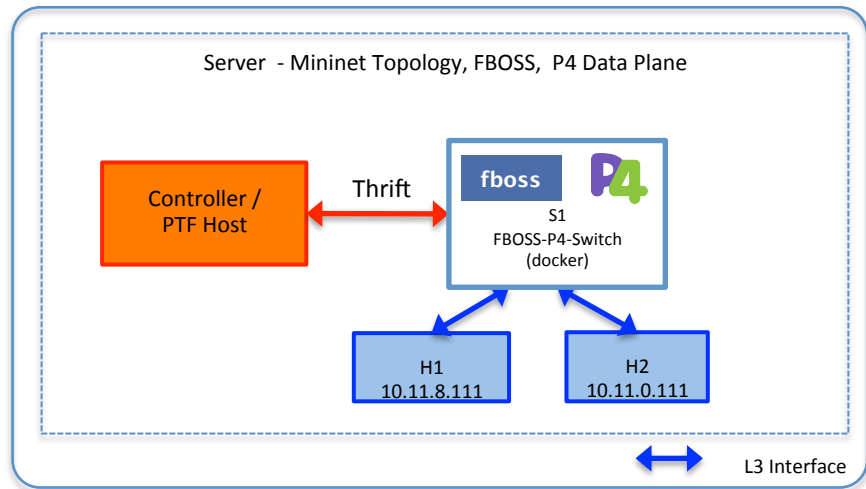 Server - Mininet Topology, FBOSS, P4 Data Plane
Controller /
PTF Host
Thrift
fboss
P4
S1
FBOSS-P4-Switch
(docker)
H1
10.11.8.111
H2
10.11.0.111
L3 Interface